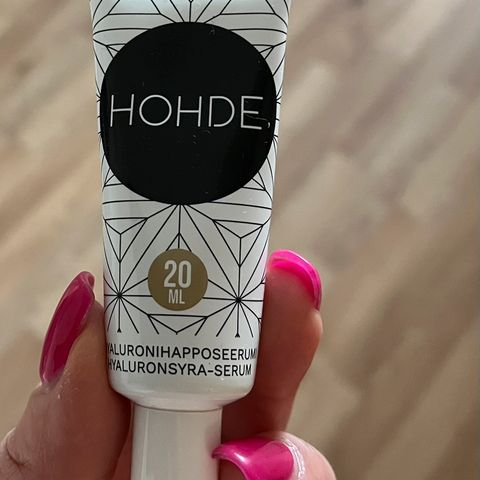 HOHDE.
20
ML
YALURONIHAPPOSEERUMI
HYALURONSYRA-SERUM